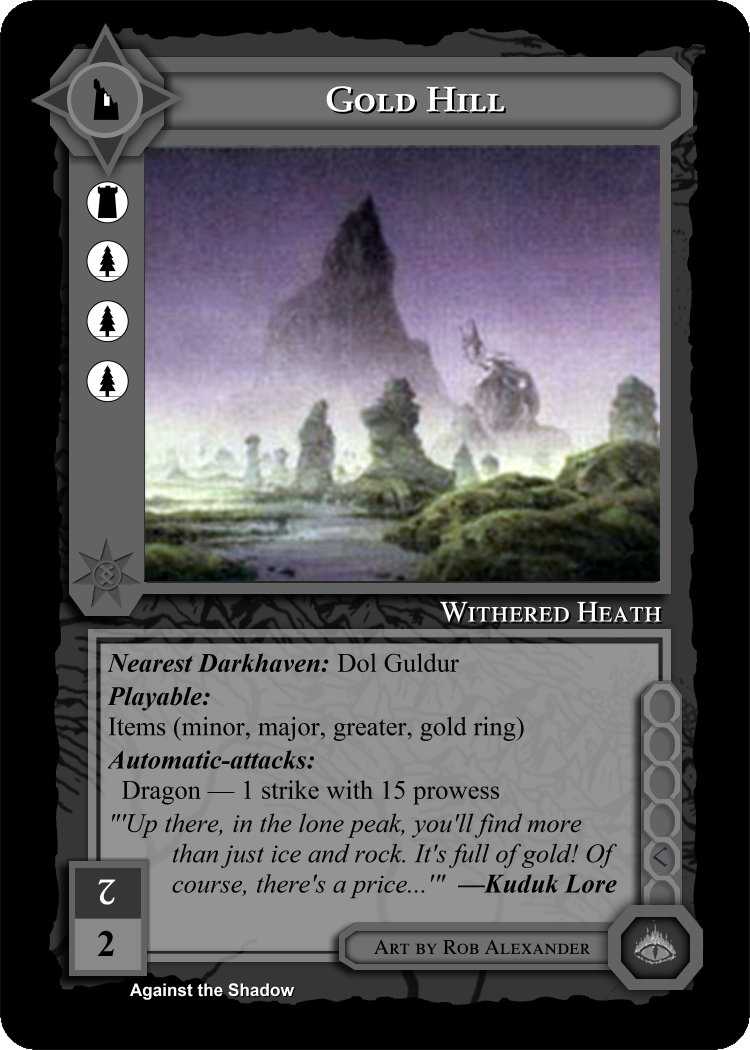 Gold Hill
Withered Heath
Nearest Darkhaven: Dol Guldur
Playable:
Items (minor, major, greater, gold ring)
Automatic-attacks:
Dragon — 1 strike with 15 prowess
"'Up there, in the lone peak, you'll find more
than just ice and rock. It's full of gold! Of
course, there's a price...'" —Kuduk Lore
2
2
Art by Rob Alexander
Against the Shadow